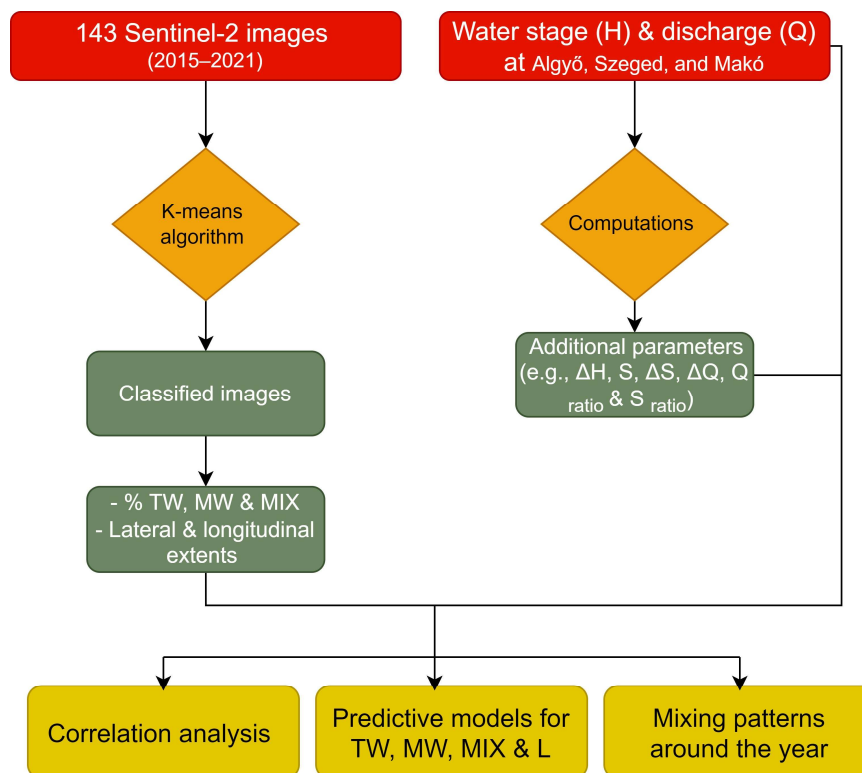 143 Sentinel-2 images
(2015–2021)
Water stage (H) & discharge (Q)
at Algyő, Szeged, and Makó
K-means
algorithm
Computations
Classified images
Additional parameters
(e.g., ΔH, S, ΔS, ΔQ, Q
ratio & S ratio)
- % TW, MW & MIX
- Lateral & longitudinal
extents
Correlation analysis
Predictive models for
TW, MW, MIX & L
Mixing patterns
around the year